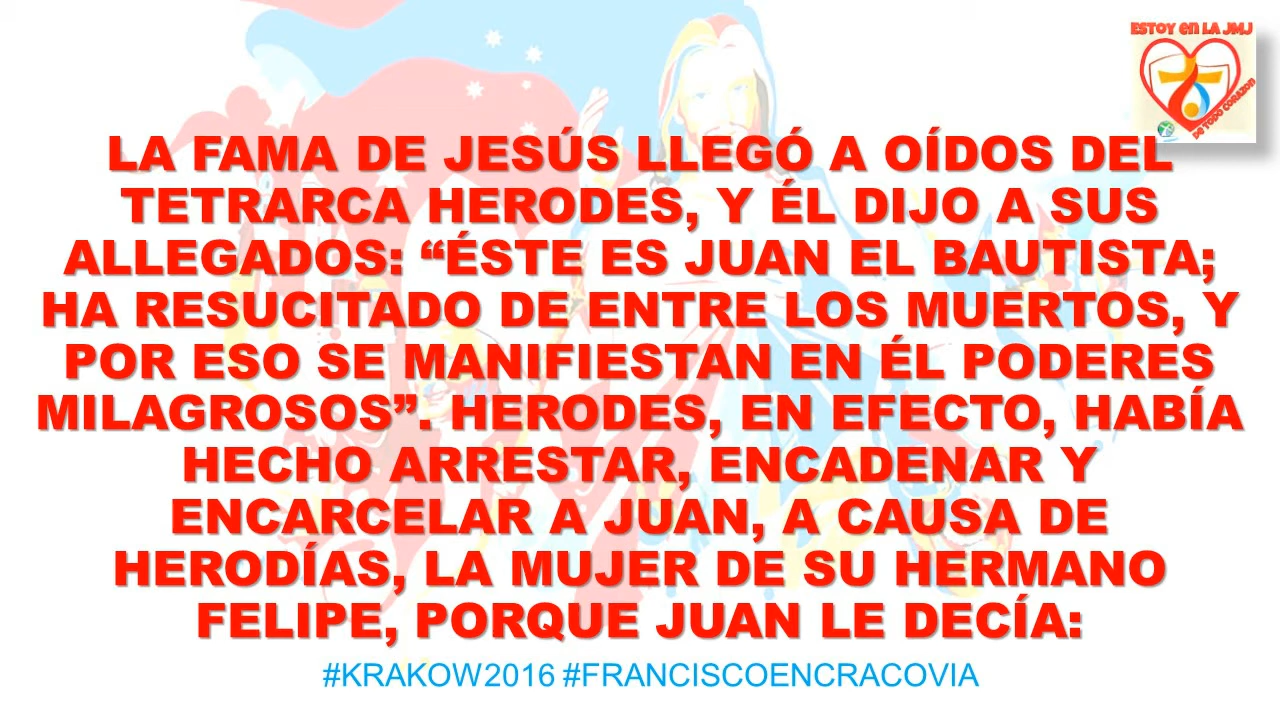 ESTOY en LA JMJ
DE TODO CORAZON
LA FAMA DE JESÚS LLEGÓ A OÍDOS DEL
TETRARCA HERODES, Y ÉL DIJO A SUS
ALLEGADOS: “ÉSTE ES JUAN EL BAUTISTA;
HA RESUCITADO DE ENTRE LOS MUERTOS, Y
POR ESO SE MANIFIESTAN EN ÉL PODERES
MILAGROSOS”. HERODES, EN EFECTO, HABÍA
HECHO ARRESTAR, ENCADENAR Y
ENCARCELAR A JUAN, A CAUSA DE
HERODÍAS, LA MUJER DE SU HERMANO
FELIPE, PORQUE JUAN LE DECÍA:
#KRAKOW2016 #FRANCISCOENCRACOVIA